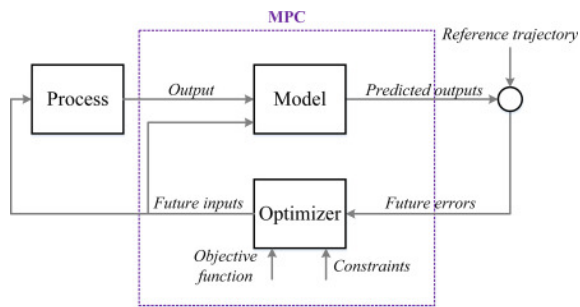 MPC
Reference trajectory
Process
Output
Model
Predicted outputs
Future inputs
Optimizer
Future errors
Objective
function
Constraints